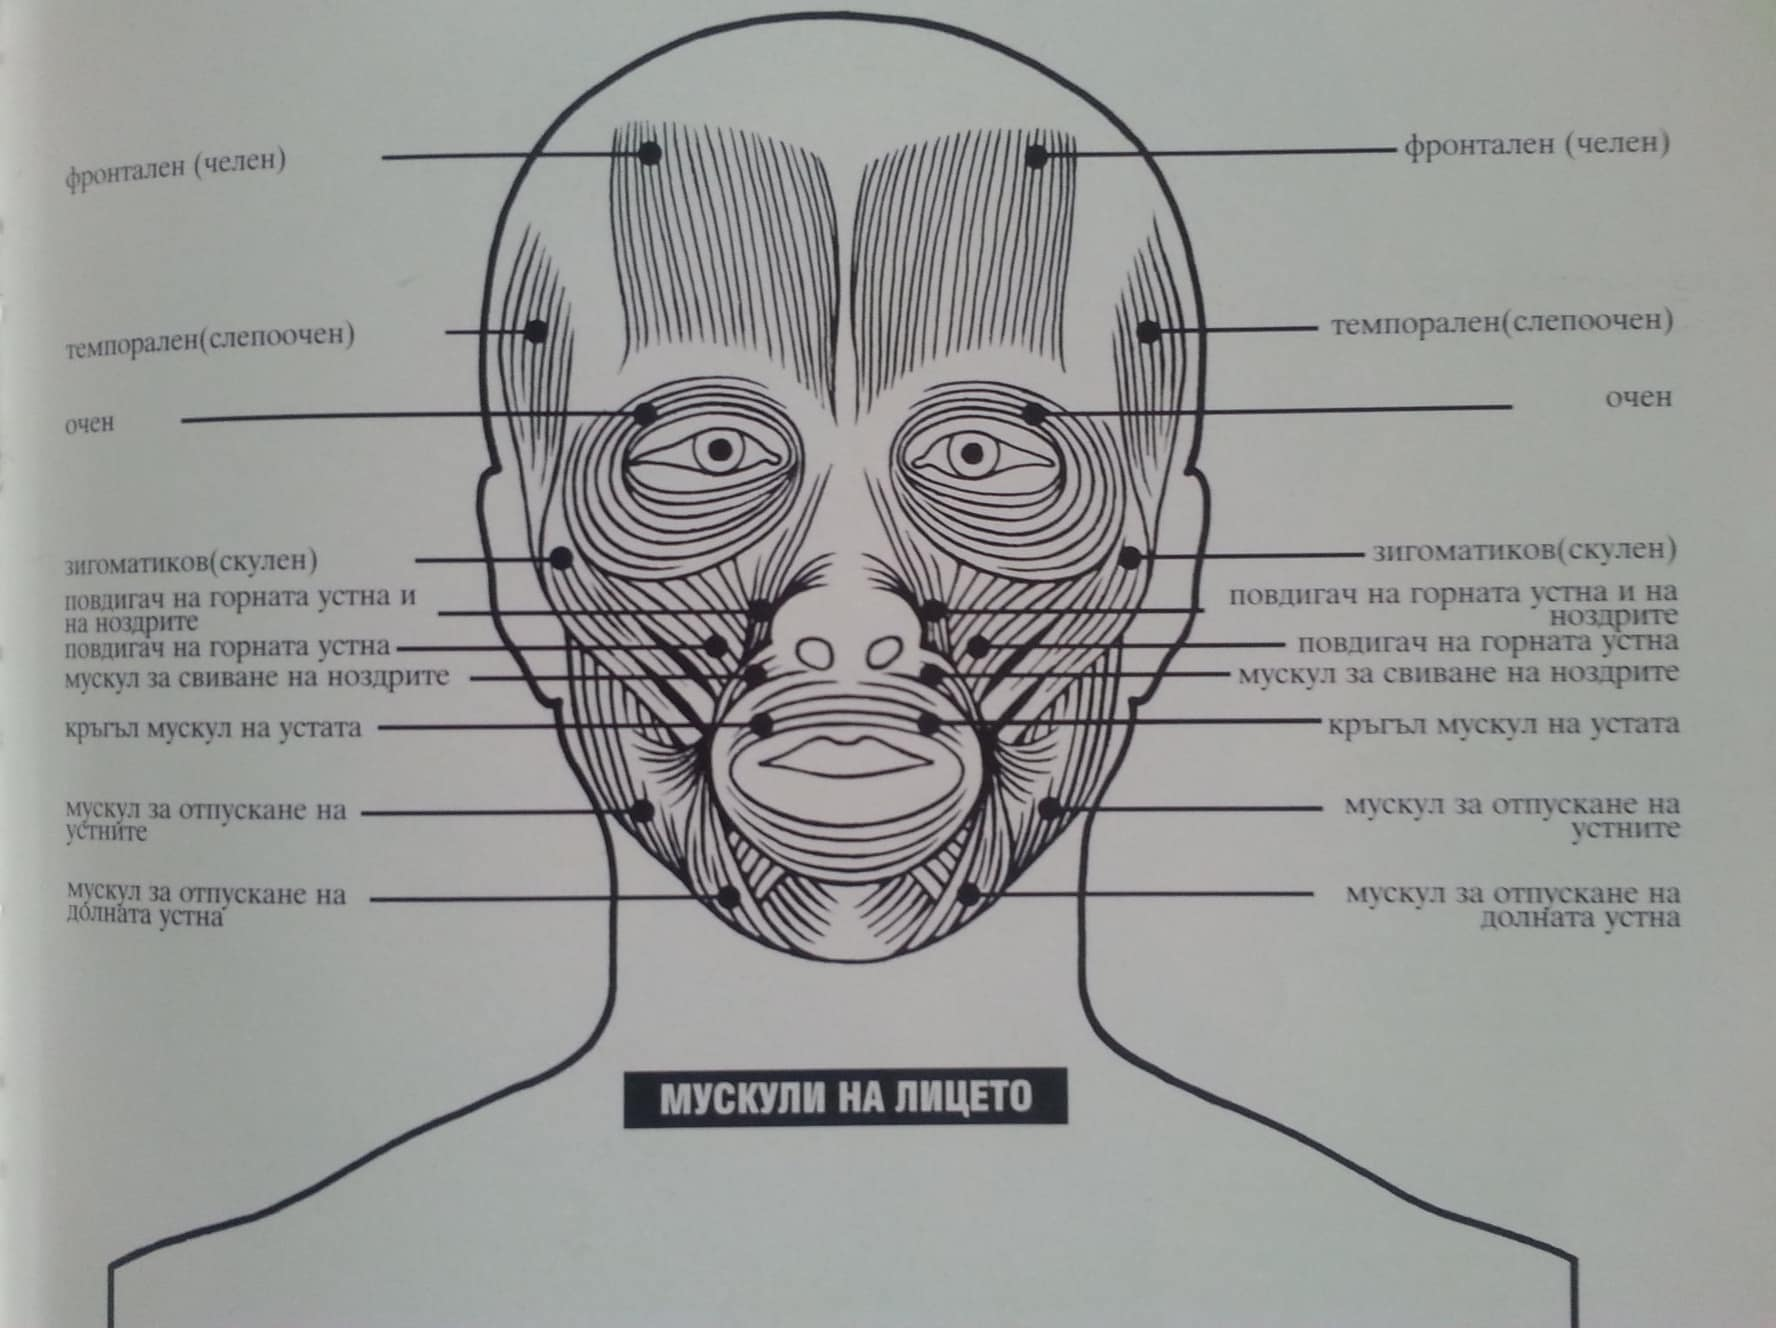 фронтален (челен)
фронтален (челен)
темпорален(слепоочен)
темпорален(слепоочен)
очен
очен
зигоматиков(скулен)
зигоматиков(скулен)
повдигач на горната устна и
на ноздрите
повдигач на горната устна и на
ноздрите
повдигач на горната устна
повдигач на горната устна
мускул за свиване на ноздрите
мускул за свиване на ноздрите
кръгъл мускул на устата
кръгъл мускул на устата
мускул за отпускане на
устните
мускул за отпускане на
устните
мускул за отпускане на
долната устна
мускул за отпускане на
долната устна
МУСКУЛИ НА ЛИЦЕТО